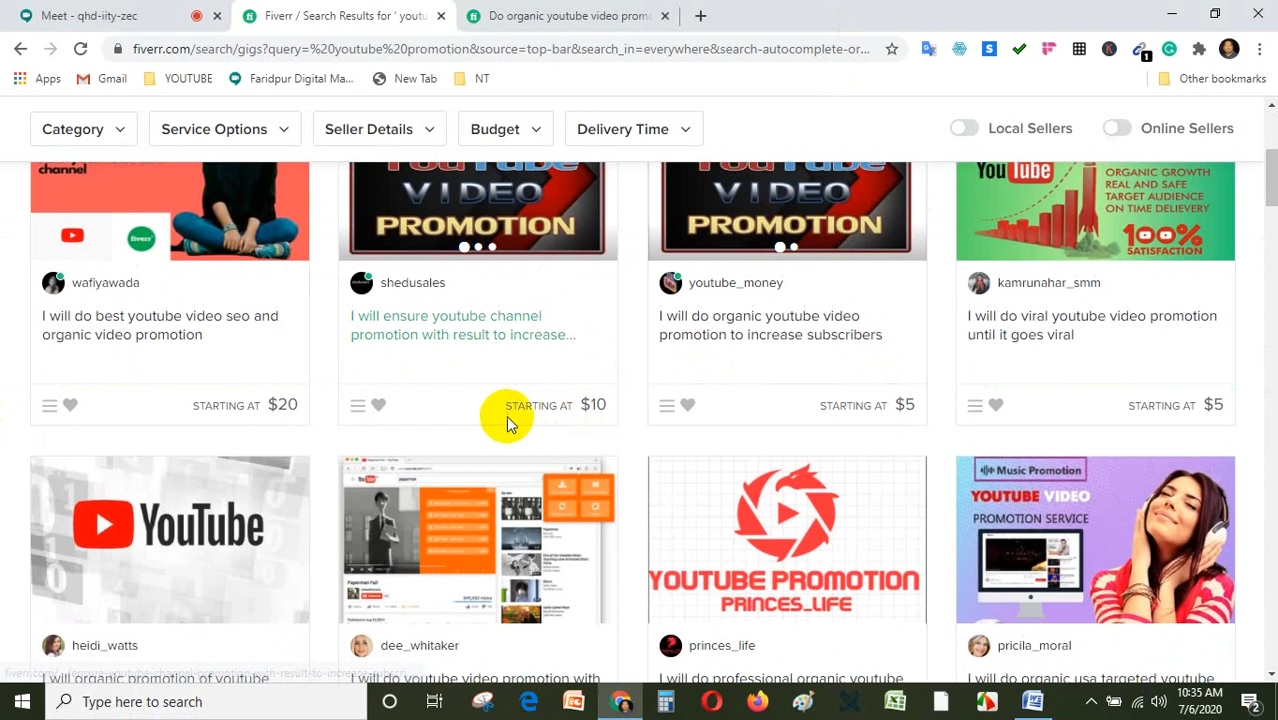 Meet - qhd-iity-zec
Fiverr / Search Results for ' youtu
Do organic youtube video promo
fiverr.com/search/gigs?query=%20youtube%20promotion&source=top-bar&search_in=everywhere&search-autocomplete-or...
Apps
Gmail
YOUTUBE
Faridpur Digital Ma...
New Tab
NT
Other bookmarks
Category
Service Options
Seller Details
Budget
Delivery Time
Local Sellers
Online Sellers
channel
fiverr
YouTube
VIDEO
PROMOTION
YouTube
VIDEO
PROMOTION
YouTube
ORGANIC GROWTH
REAL AND SAFE
TARGET AUDIENCE
ON TIME DELIEVERY
100%
SATISFACTION
wafiyawada
I will do best youtube video seo and
organic video promotion
STARTING AT $20
shedusales
I will ensure youtube channel
promotion with result to increase...
STARTING AT $10
youtube_money
I will do organic youtube video
promotion to increase subscribers
STARTING AT $5
kamrunahar_smm
I will do viral youtube video promotion
until it goes viral
STARTING AT $5
YouTube
YOUTUBE PROMOTION
PRINCES_LIFE
Music Promotion
YOUTUBE VIDEO
PROMOTION SERVICE
heidi_watts
I will organic promotion of youtube
dee_whitaker
I will do youtube video promotion with
princes_life
I will do professional organic youtube
pricila_moral
I will do organic usa targeted youtube
Type here to search
10:35 AM
7/6/2020
2